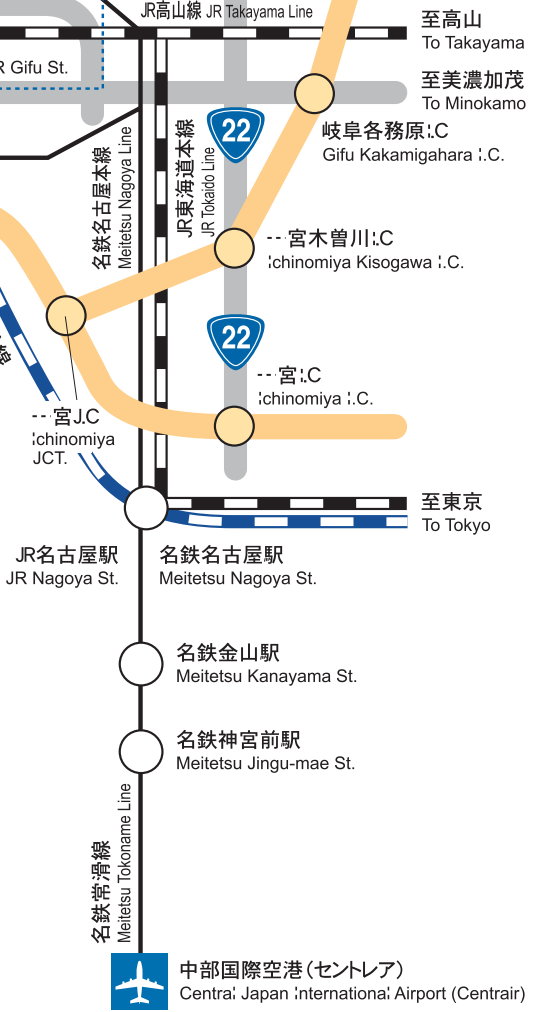 JR高山線 JR Takayama Line
至高山
To Takayama
R Gifu St.
至美濃加茂
To Minokamo
22
岐阜各務原I.C
Gifu Kakamigahara I.C.
名鉄名古屋本線
Meitetsu Nagoya Line
JR東海道本線
JR Tokaido Line
一宮木曽川I.C
Ichinomiya Kisogawa I.C.
22
線
一宮I.C
Ichinomiya I.C.
一宮J.C
Ichinomiya
JCT.
至東京
To Tokyo
JR名古屋駅
JR Nagoya St.
名鉄名古屋駅
Meitetsu Nagoya St.
名鉄金山駅
Meitetsu Kanayama St.
名鉄神宮前駅
Meitetsu Jingu-mae St.
名鉄常滑線
Meitetsu Tokoname Line
中部国際空港(セントレア)
Central Japan International Airport (Centrair)